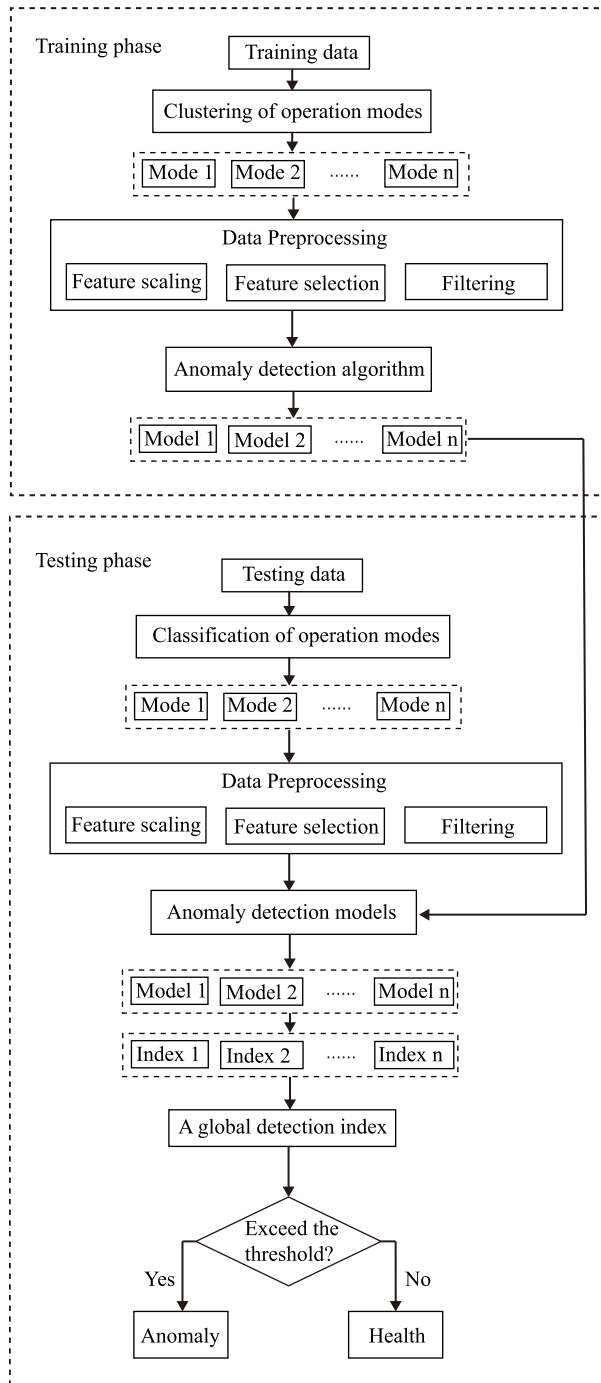 Training phase
Training data
Clustering of operation modes
Mode 1 Mode 2 ...... Mode n
Data Preprocessing
Feature scaling Feature selection Filtering
Anomaly detection algorithm
Model 1 Model 2 ...... Model n
Testing phase
Testing data
Classification of operation modes
Mode 1 Mode 2 ...... Mode n
Data Preprocessing
Feature scaling Feature selection Filtering
Anomaly detection models
Model 1 Model 2 ...... Model n
Index 1 Index 2 ...... Index n
A global detection index
Exceed the
threshold?
Yes No
Anomaly Health